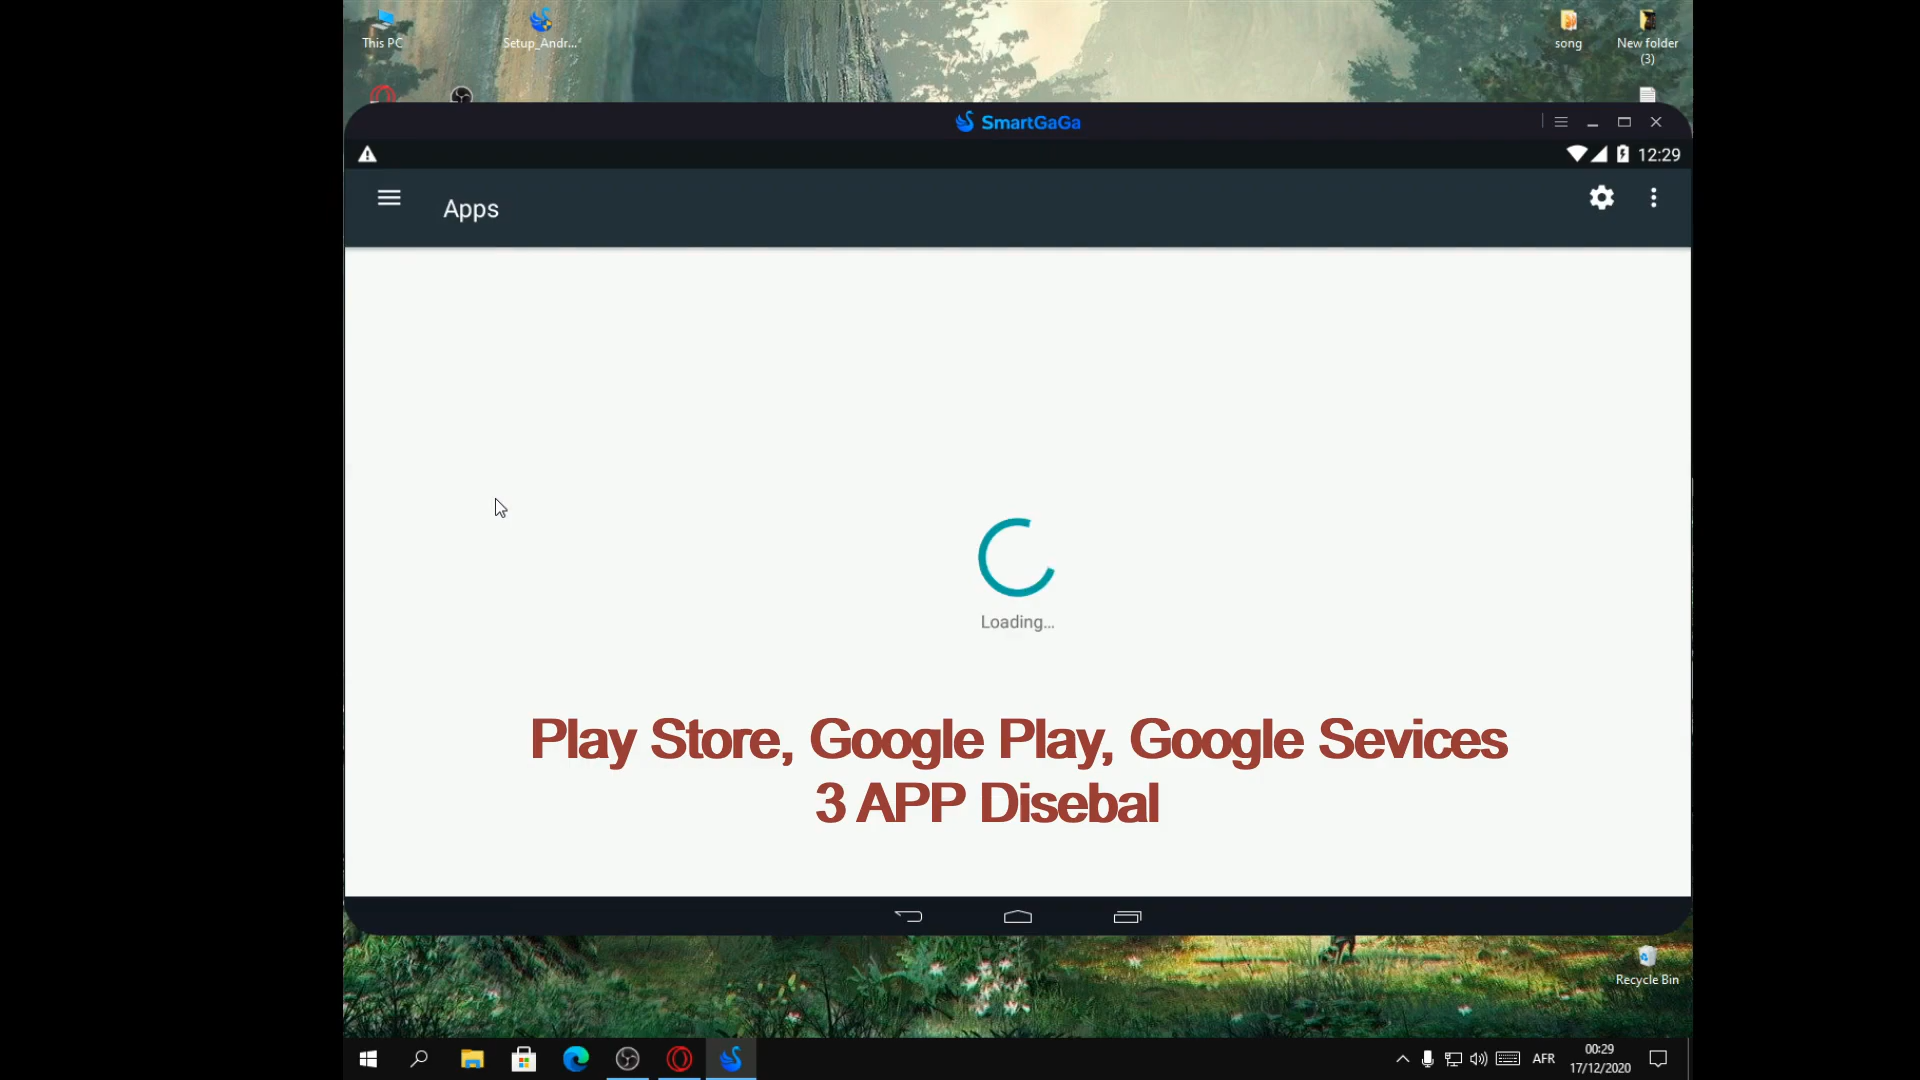 This PC
Setup_Andr...
song
New folder
(3)
SmartGaGa
12:29
Apps
Loading...
Play Store, Google Play, Google Sevices
3 APP Disebal
Recycle Bin
AFR
00:29
17/12/2020